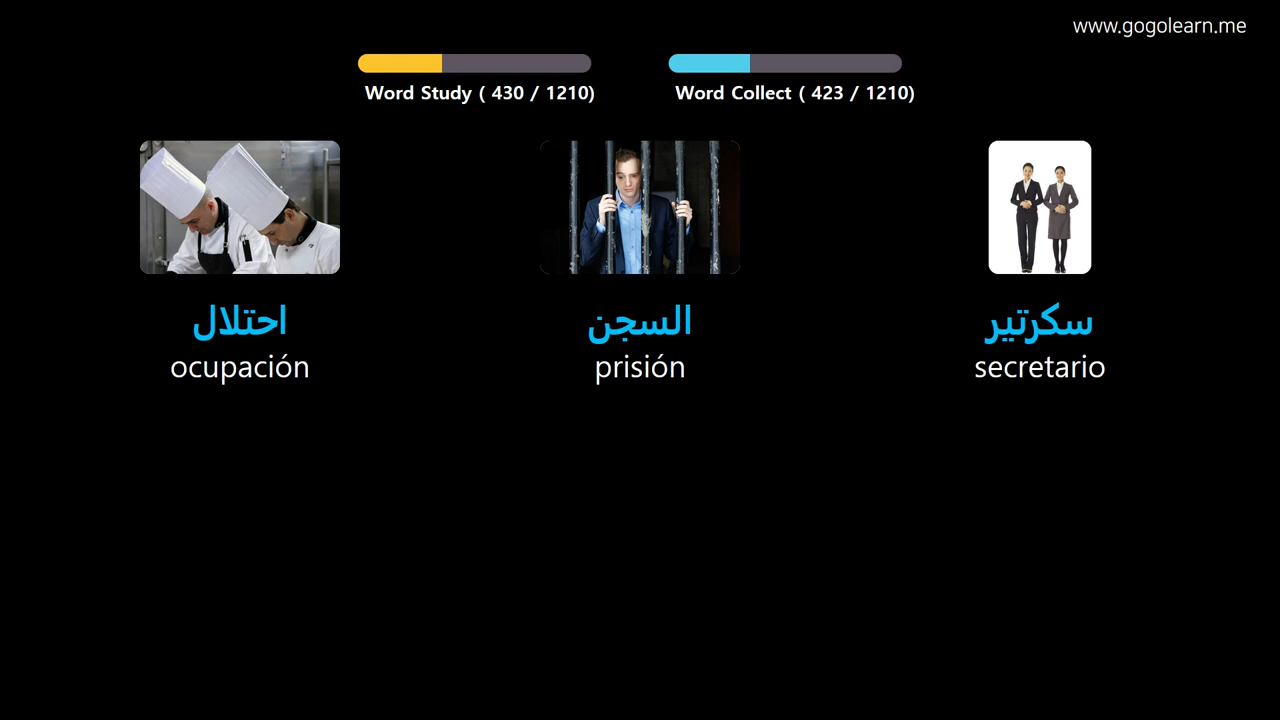 www.gogolearn.me
Word Study ( 430 / 1210)
Word Collect ( 423 / 1210)
احتلال
ocupación
السجن
prisión
سكرتير
secretario